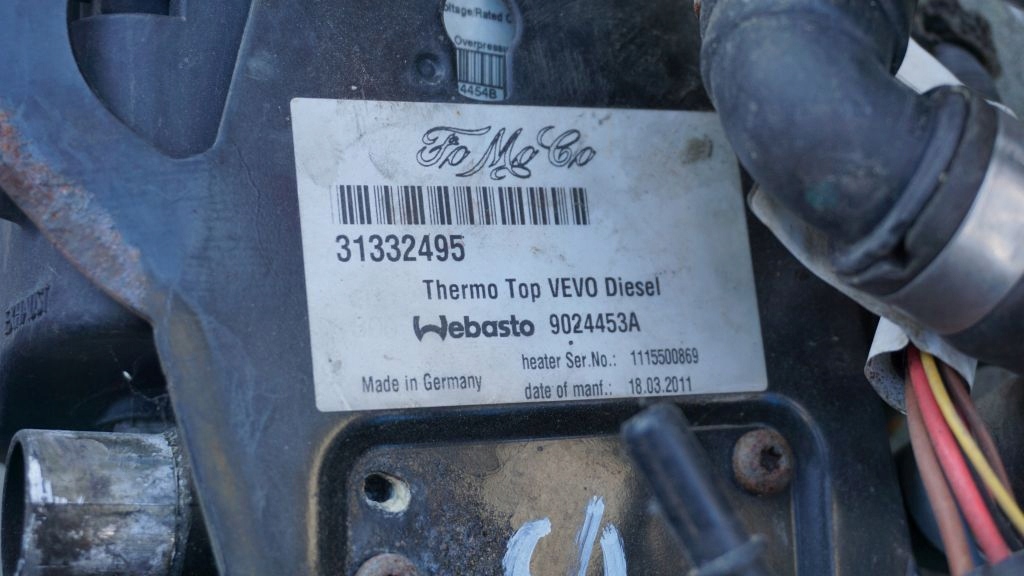 Overpress
4454B
FoMoCo
31332495
Thermo Top VEVO Diesel
Webasto 9024453A
heater Ser.No.: 1115500869
Made in Germany date of manf.: 18.03.2011
EXHAUST